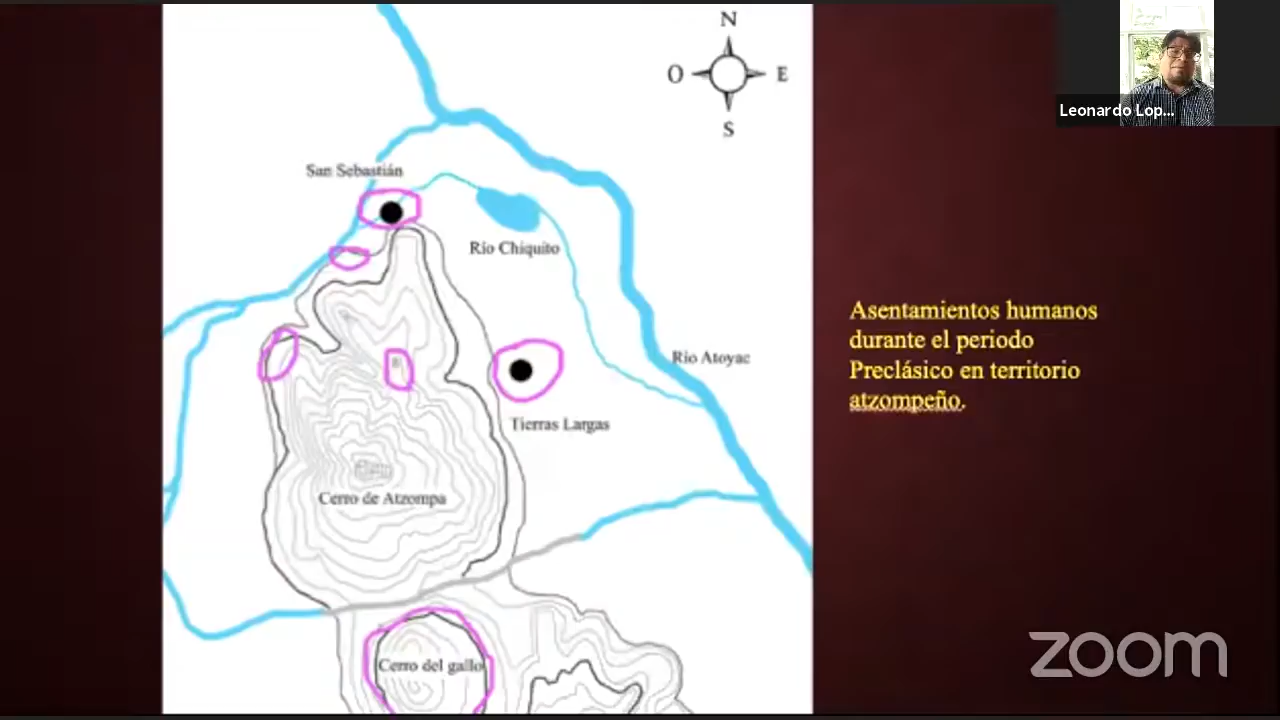 N
O
E
S
Leonardo Lop...
San Sebastián
Río Chiquito
Río Atoyac
Tierras Largas
Cerro de Atzompa
Cerro del gallo
Asentamientos humanos
durante el periodo
Preclásico en territorio
atzompeño.
zoom